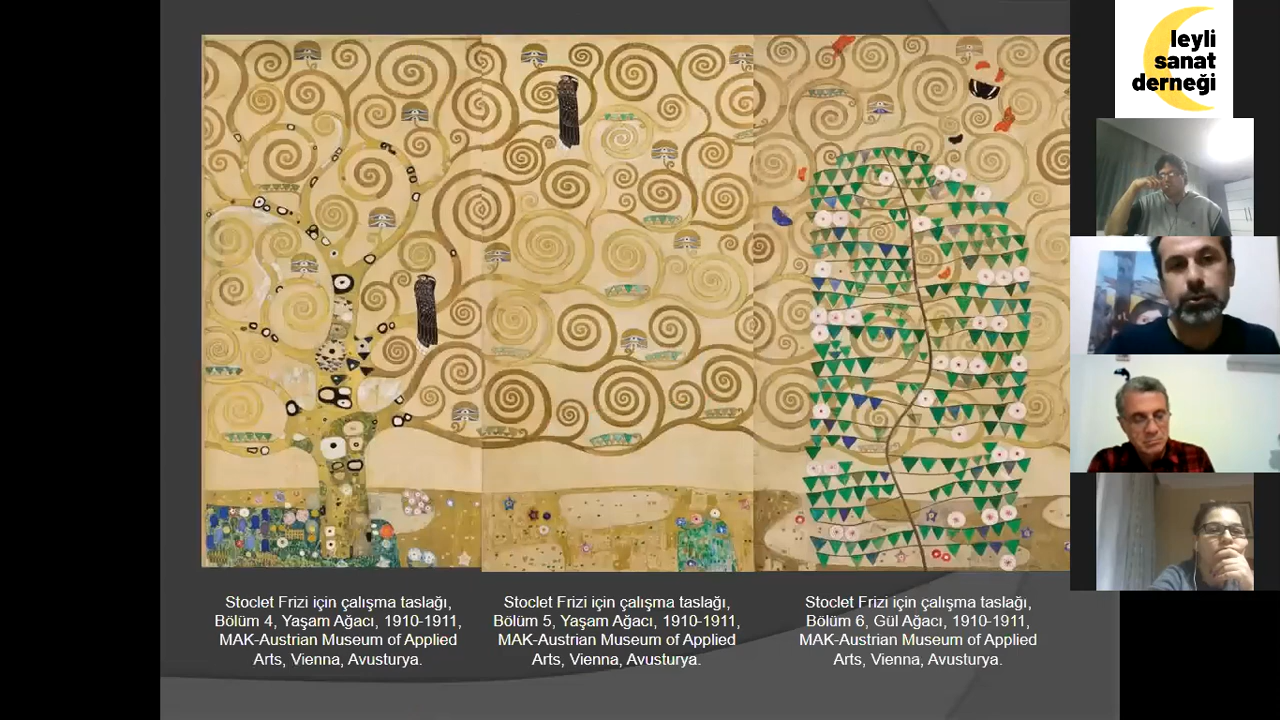 leyli
sanat
derneği
Stoclet Frizi için çalışma taslağı,
Bölüm 4, Yaşam Ağacı, 1910-1911,
MAK-Austrian Museum of Applied
Arts, Vienna, Avusturya.
Stoclet Frizi için çalışma taslağı,
Bölüm 5, Yaşam Ağacı, 1910-1911,
MAK-Austrian Museum of Applied
Arts, Vienna, Avusturya.
Stoclet Frizi için çalışma taslağı,
Bölüm 6, Gül Ağacı, 1910-1911,
MAK-Austrian Museum of Applied
Arts, Vienna, Avusturya.